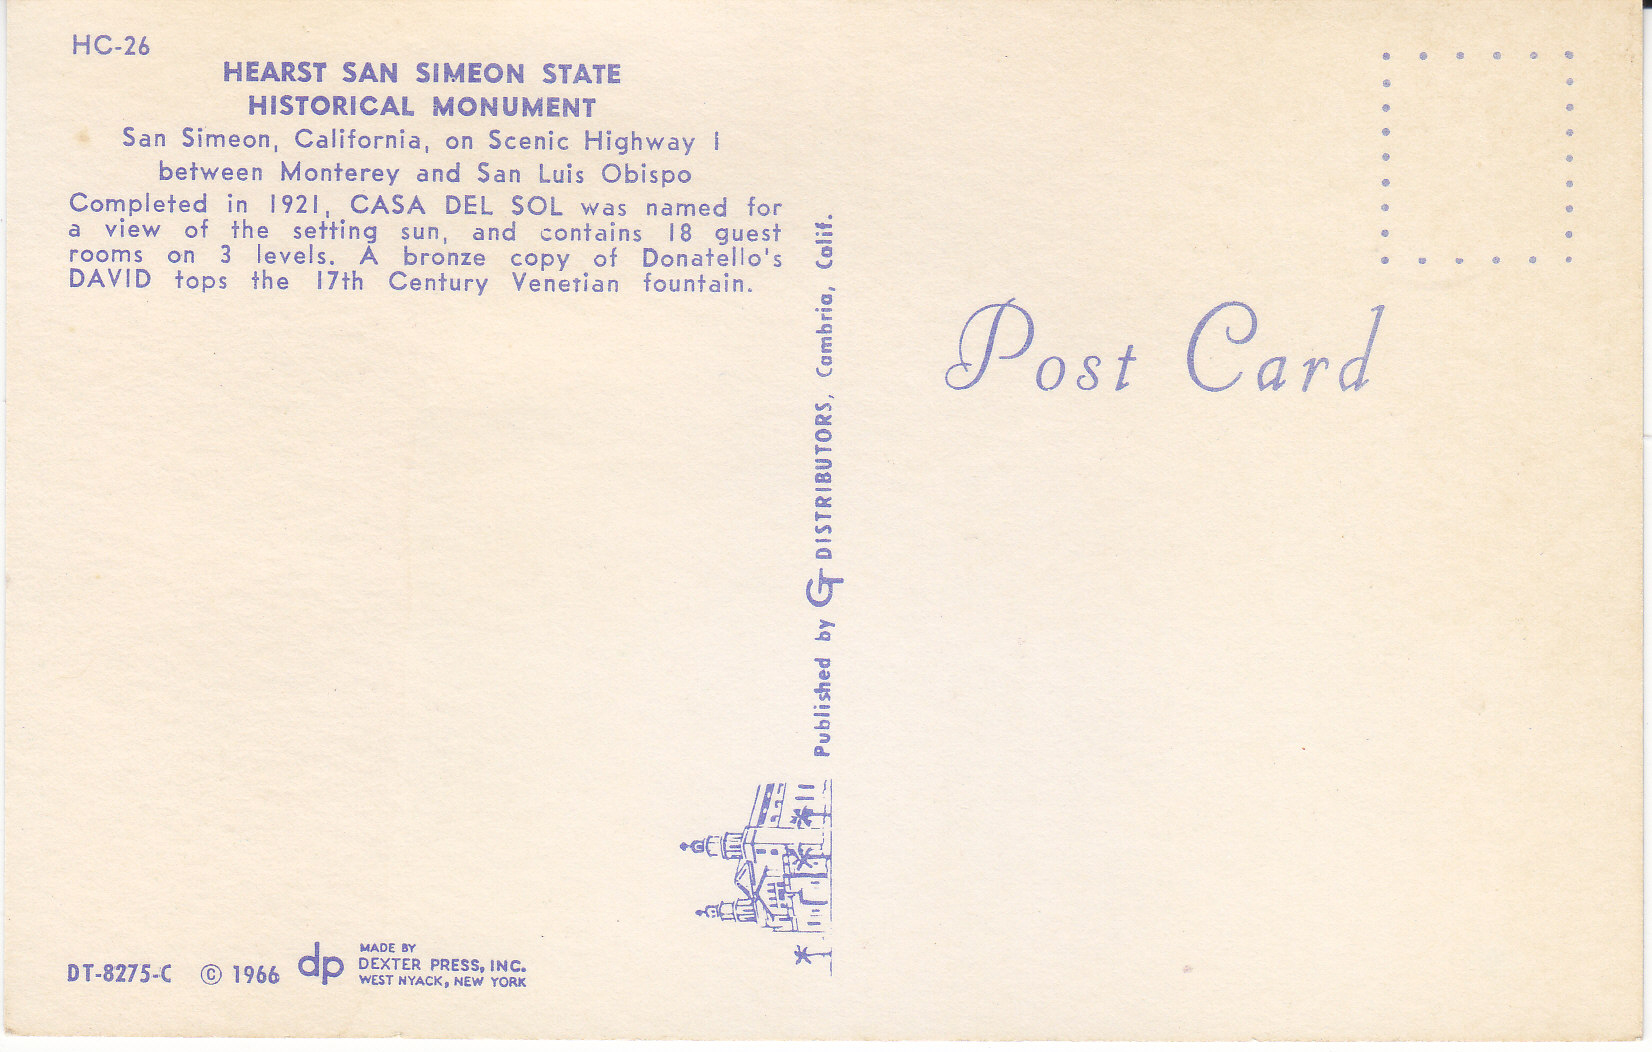 HC-26
HEARST SAN SIMEON STATE
HISTORICAL MONUMENT
San Simeon, California, on Scenic Highway 1
between Monterey and San Luis Obispo
Completed in 1921, CASA DEL SOL was named for
a view of the setting sun, and contains 18 guest
rooms on 3 levels. A bronze copy of Donatello's
DAVID tops the 17th Century Venetian fountain.
Published by GT DISTRIBUTORS, Cambria, Calif.
Post Card
DT-8275-C © 1966
dp
MADE BY
DEXTER PRESS, INC.
WEST NYACK, NEW YORK